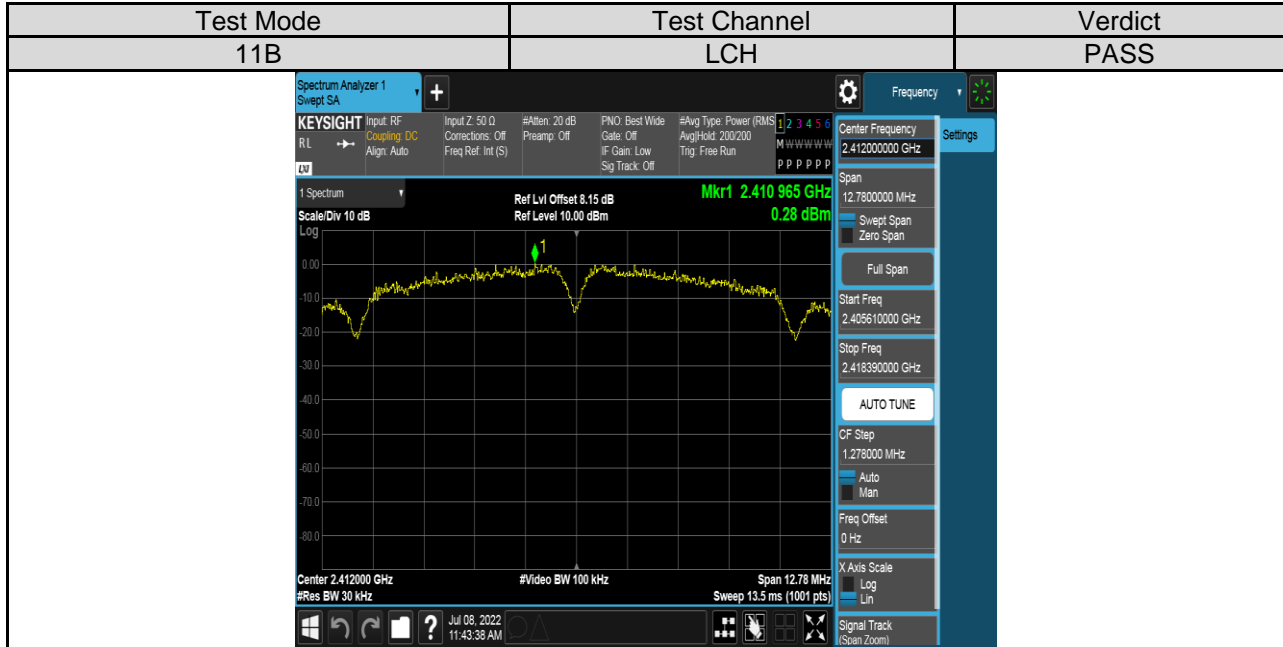 Test Mode Test Channel Verdict
11B LCH PASS
Spectrum Analyzer 1
Swept SA
+
Frequency
KEYSIGHT Input: RF Input Z: 50 Ω #Atten: 20 dB PNO: Best Wide #Avg Type: Power (RMS 1 2 3 4 5 6
RL Coupling: DC Corrections: Off Preamp: Off Gate: Off Avg|Hold: 200/200 M W W W W W
Align: Auto Freq Ref: Int (S) IF Gain: Low Trig: Free Run
Sig Track: Off P P P P P P
LXI
1 Spectrum Ref Lvl Offset 8.15 dB Mkr1 2.410 965 GHz
Scale/Div 10 dB Ref Level 10.00 dBm 0.28 dBm
Log
1
0.00
-10.0
-20.0
-30.0
-40.0
-50.0
-60.0
-70.0
-80.0
Center 2.412000 GHz #Video BW 100 kHz Span 12.78 MHz
#Res BW 30 kHz Sweep 13.5 ms (1001 pts)
? Jul 08, 2022
11:43:38 AM
Center Frequency
2.412000000 GHz
Settings
Span
12.7800000 MHz
Swept Span
Zero Span
Full Span
Start Freq
2.405610000 GHz
Stop Freq
2.418390000 GHz
AUTO TUNE
CF Step
1.278000 MHz
Auto
Man
Freq Offset
0 Hz
X Axis Scale
Log
Lin
Signal Track
(Span Zoom)